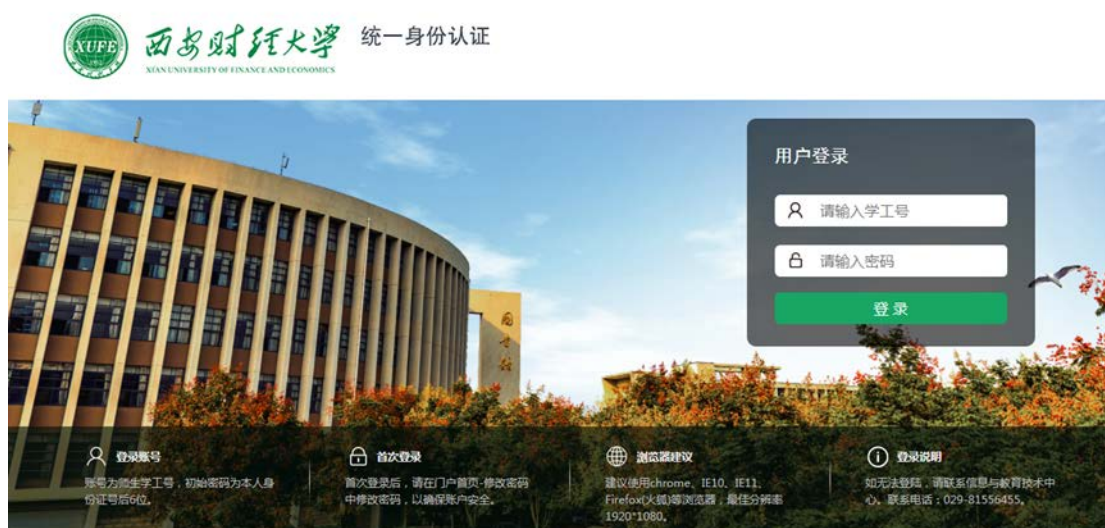 XUFE
西安财经大学
统一身份认证
XI'AN UNIVERSITY OF FINANCE AND ECONOMICS
用户登录
请输入学工号
请输入密码
登录
图书馆
登录账号
账号为师生学工号，初始密码为本人身
份证号后6位。
首次登录
首次登录后，请在门户首页-修改密码
中修改密码，以确保账户安全。
浏览器建议
建议使用chrome、IE10、IE11、
Firefox(火狐)等浏览器，最佳分辨率
1920*1080。
登录说明
如无法登陆，请联系信息与教育技术中
心。联系电话：029-81556455。